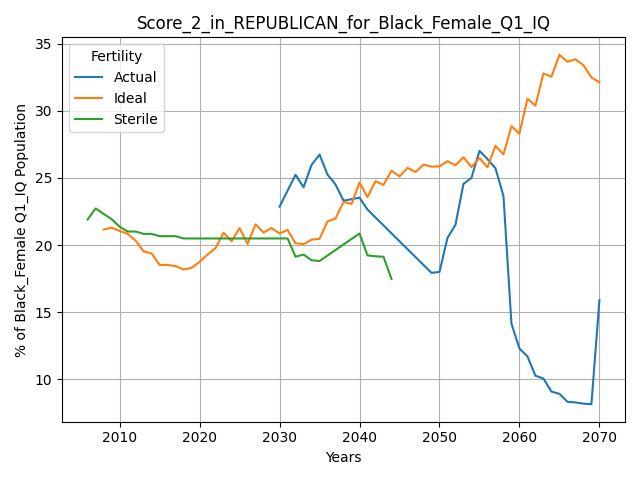 Score_2_in_REPUBLICAN_for_Black_Female_Q1_IQ
Fertility
Actual
Ideal
Sterile
% of Black_Female Q1_IQ Population
35
30
25
20
15
10
2010 2020 2030 2040 2050 2060 2070
Years